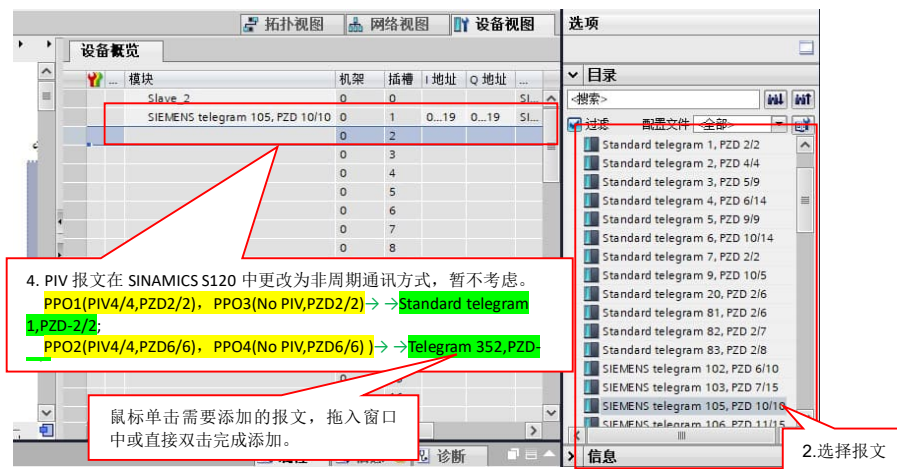 拓扑视图 网络视图 设备视图 选项
设备概览
... 模块 机架 插槽 I 地址 Q 地址 ...
Slave_2 0 0 SI...
SIEMENS telegram 105, PZD 10/10 0 1 0...19 0...19 SI...
0 2
0 3
0 4
0 5
0 6
0 7
0 8
4. PIV 报文在 SINAMICS S120 中更改为非周期通讯方式，暂不考虑。
PPO1(PIV4/4,PZD2/2)，PPO3(No PIV,PZD2/2)→ →Standard telegram
1,PZD-2/2;
PPO2(PIV4/4,PZD6/6)，PPO4(No PIV,PZD6/6) )→ →Telegram 352,PZD-
鼠标单击需要添加的报文，拖入窗口
中或直接双击完成添加。
诊断
目录
<搜索>
过滤 配置文件 <全部>
Standard telegram 1, PZD 2/2
Standard telegram 2, PZD 4/4
Standard telegram 3, PZD 5/9
Standard telegram 4, PZD 6/14
Standard telegram 5, PZD 9/9
Standard telegram 6, PZD 10/14
Standard telegram 7, PZD 2/2
Standard telegram 9, PZD 10/5
Standard telegram 20, PZD 2/6
Standard telegram 81, PZD 2/6
Standard telegram 82, PZD 2/7
Standard telegram 83, PZD 2/8
SIEMENS telegram 102, PZD 6/10
SIEMENS telegram 103, PZD 7/15
SIEMENS telegram 105, PZD 10/10
SIEMENS telegram 106, PZD 11/15
信息
2.选择报文